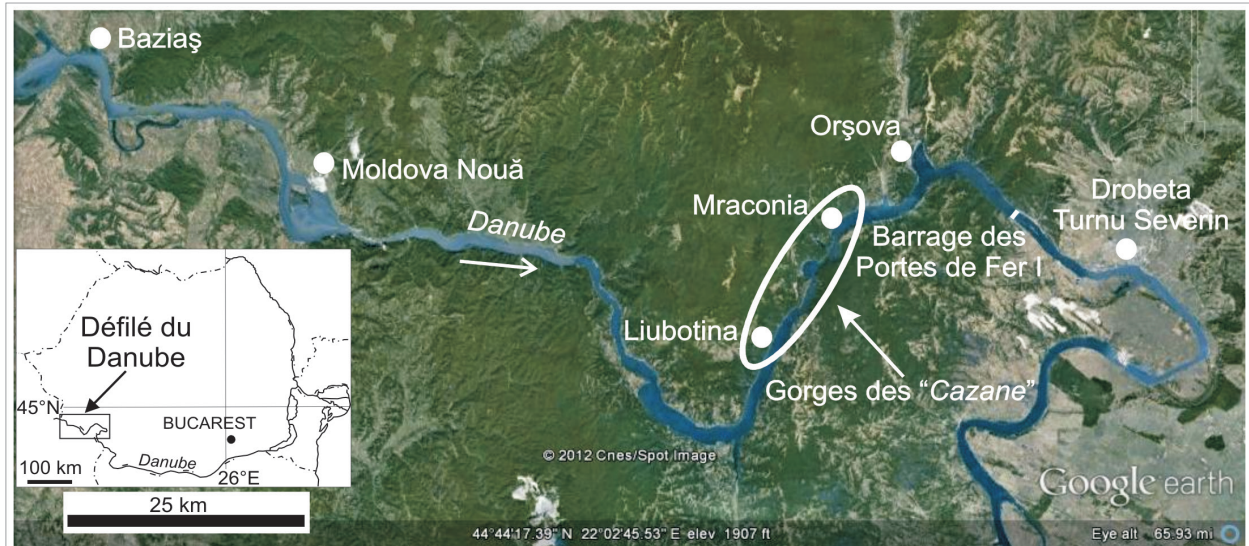 Baziaş
Moldova Nouă
Danube
Orşova
Mraconia
Drobeta
Turnu Severin
Barrage des
Portes de Fer I
Liubotina
Gorges des “Cazane”
Défilé du
Danube
45°N
BUCAREST
Danube
26°E
100 km
25 km
© 2012 Cnes/Spot Image
Google earth
44°44'17.39" N 22°02'45.53" E elev 1907 ft
Eye alt 65.93 mi